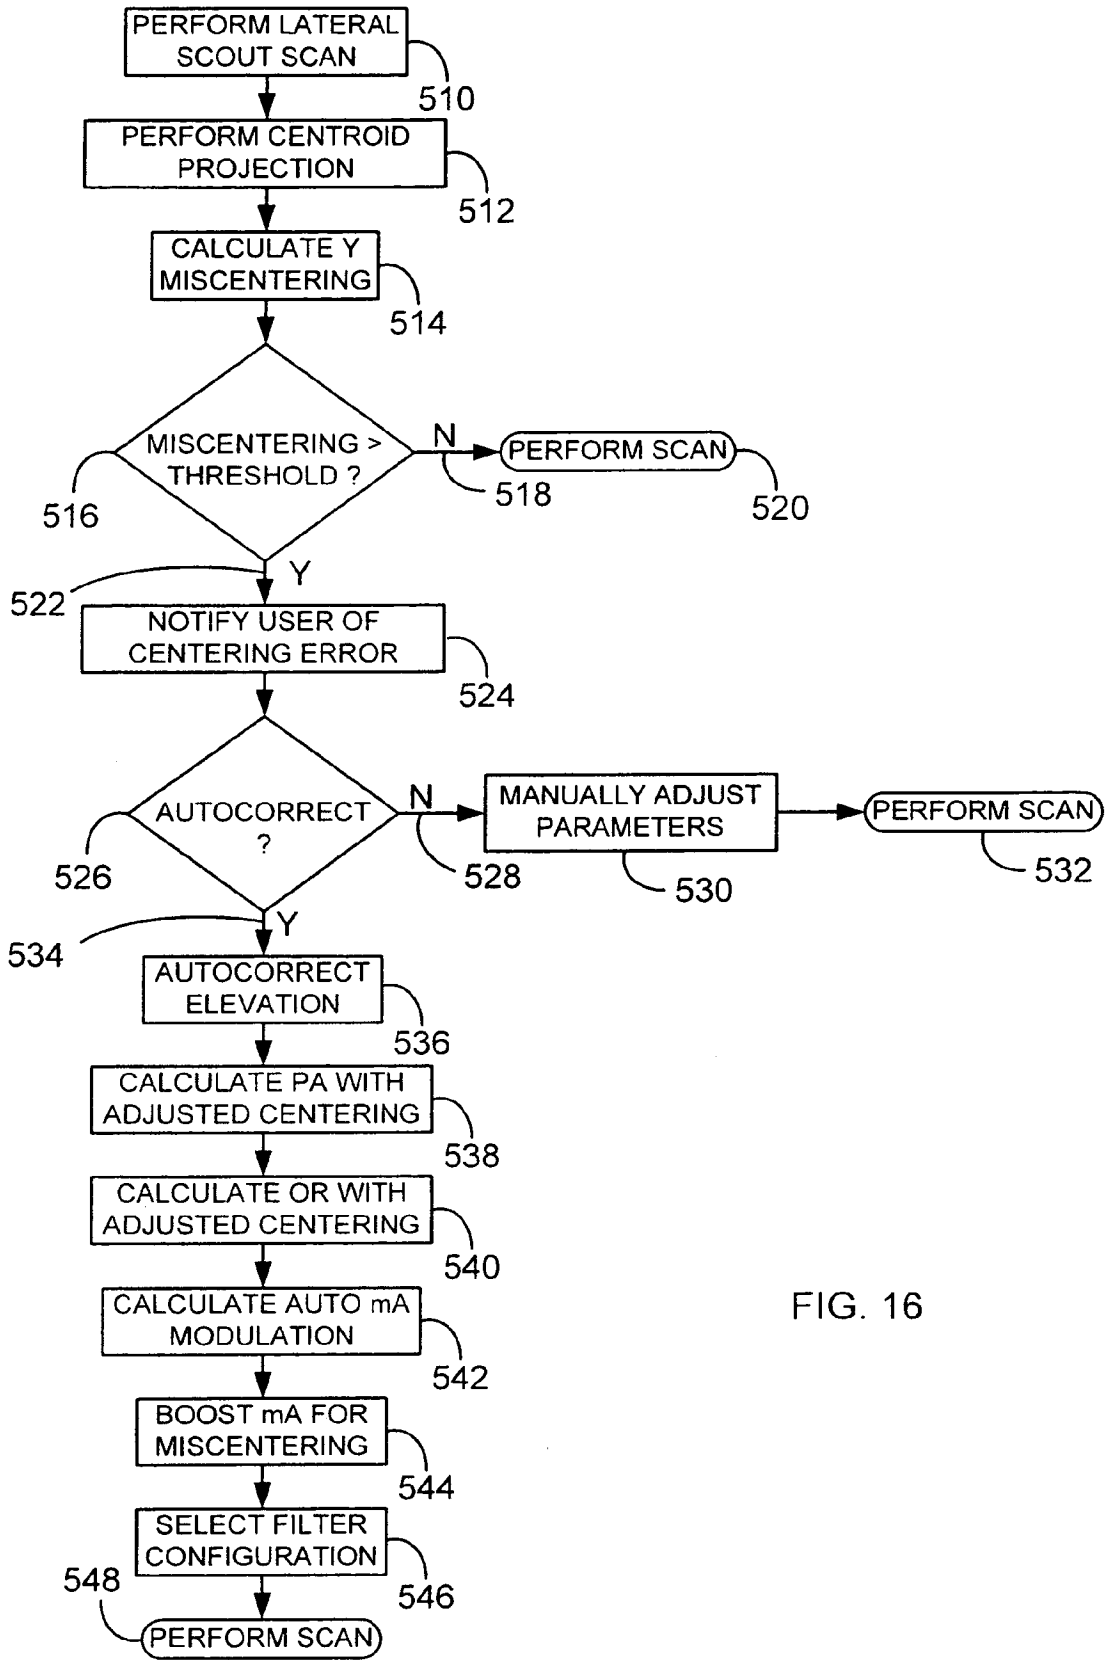 PERFORM LATERAL
SCOUT SCAN
510
PERFORM CENTROID
PROJECTION
512
CALCULATE Y
MISCENTERING
514
MISCENTERING >
THRESHOLD ?
516
N
518
PERFORM SCAN
520
522
Y
NOTIFY USER OF
CENTERING ERROR
524
AUTOCORRECT
?
526
N
528
MANUALLY ADJUST
PARAMETERS
530
PERFORM SCAN
532
534
Y
AUTOCORRECT
ELEVATION
536
CALCULATE PA WITH
ADJUSTED CENTERING
538
CALCULATE OR WITH
ADJUSTED CENTERING
540
CALCULATE AUTO mA
MODULATION
542
FIG. 16
BOOST mA FOR
MISCENTERING
544
SELECT FILTER
CONFIGURATION
546
548
PERFORM SCAN